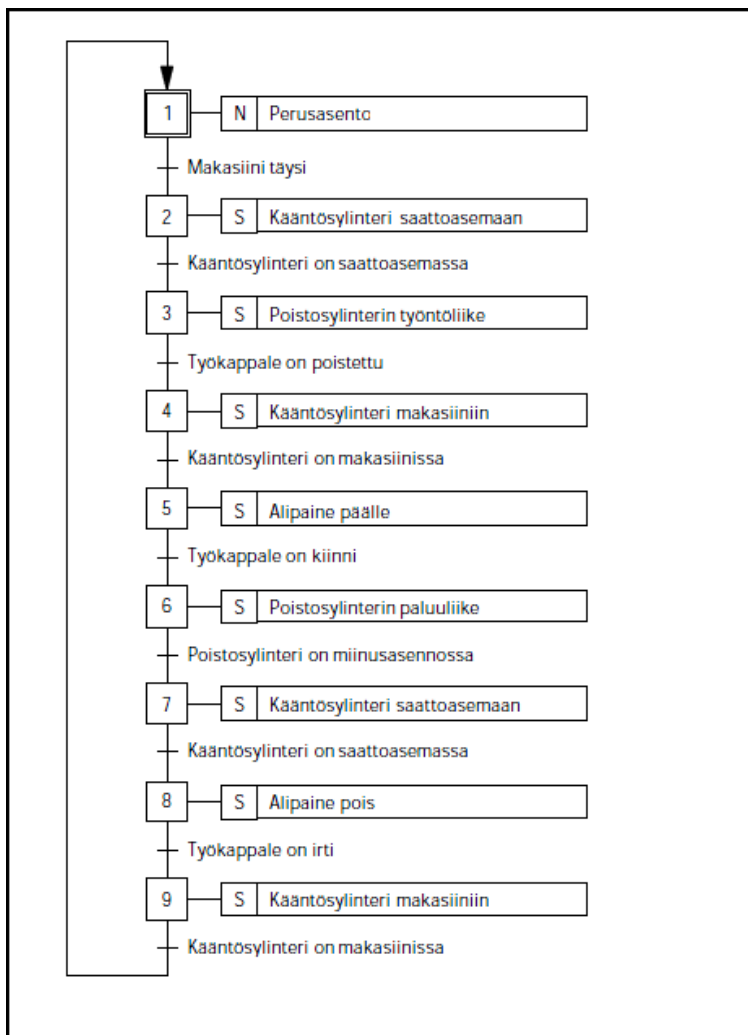 1 N Perusasento
Makasiini täysi
2 S Kääntösylinteri saattoasemaan
Kääntösylinteri on saattoasemassa
3 S Poistosylinterin työntöliike
Työkappale on poistettu
4 S Kääntösylinteri makasiiniin
Kääntösylinteri on makasiinissa
5 S Alipaine päälle
Työkappale on kiinni
6 S Poistosylinterin paluuliike
Poistosylinteri on miinusasennossa
7 S Kääntösylinteri saattoasemaan
Kääntösylinteri on saattoasemassa
8 S Alipaine pois
Työkappale on irti
9 S Kääntösylinteri makasiiniin
Kääntösylinteri on makasiinissa